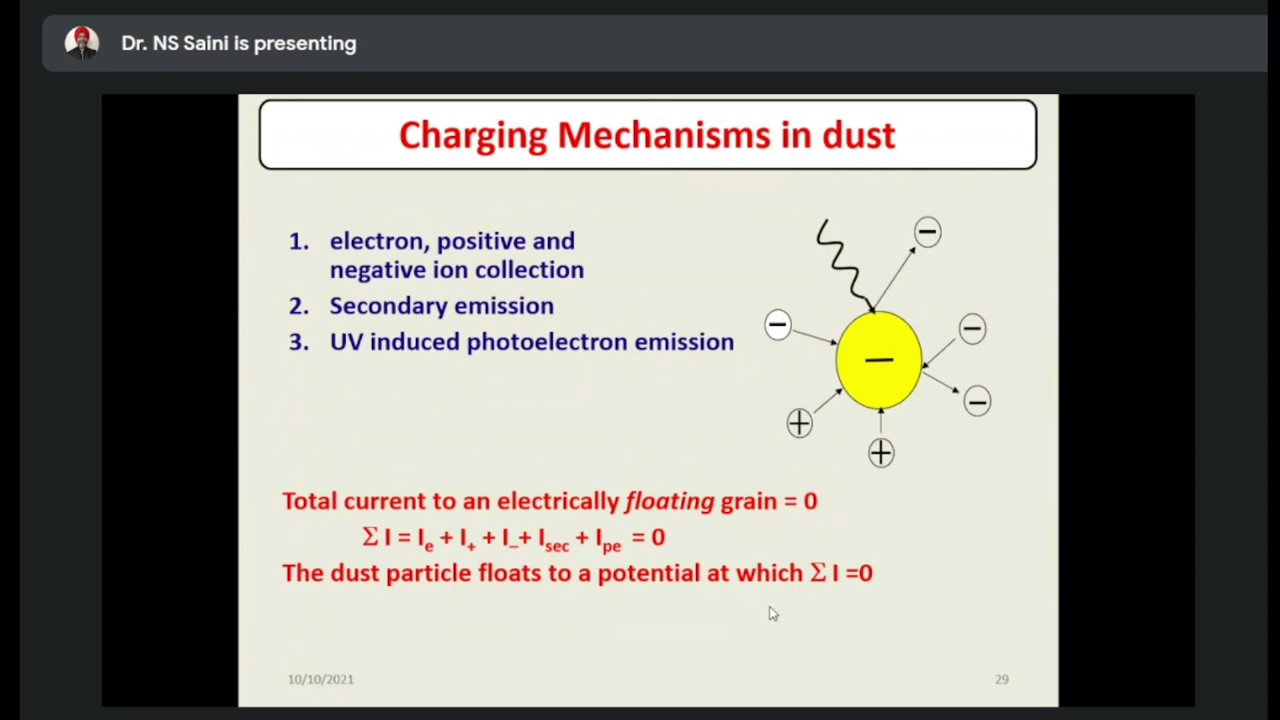 Dr. NS Saini is presenting
Charging Mechanisms in dust
1. electron, positive and
negative ion collection
2. Secondary emission
3. UV induced photoelectron emission
−
−
−
−
−
+
+
Total current to an electrically floating grain = 0
Σ I = Ie + I+ + I−+ Isec + Ipe = 0
The dust particle floats to a potential at which Σ I =0
10/10/2021
29